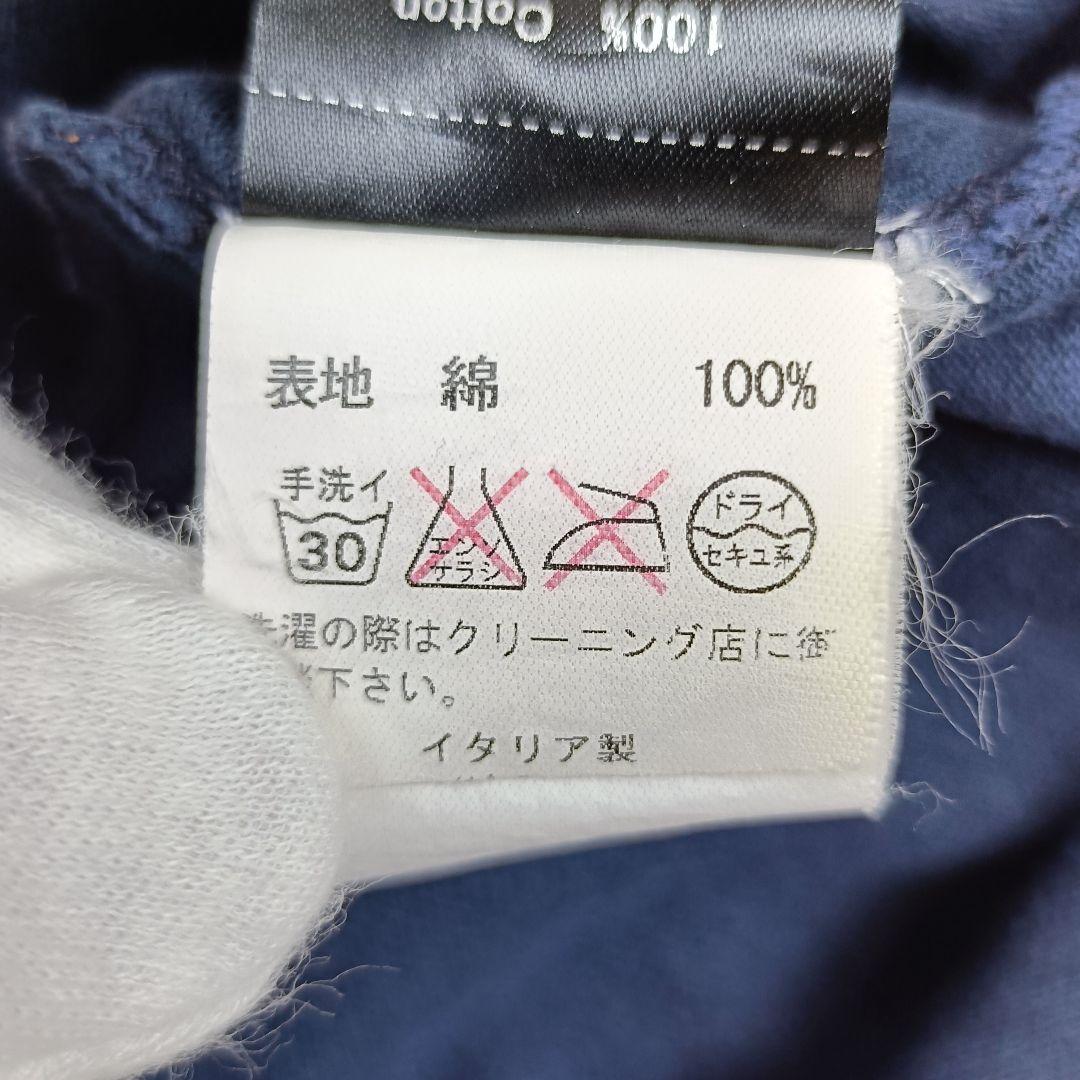 100% Cotton
表地 綿 100%
手洗イ
30
エンソ
サラシ
ドライ
セキユ系
洗濯の際はクリーニング店に御
下さい。
イタリア製